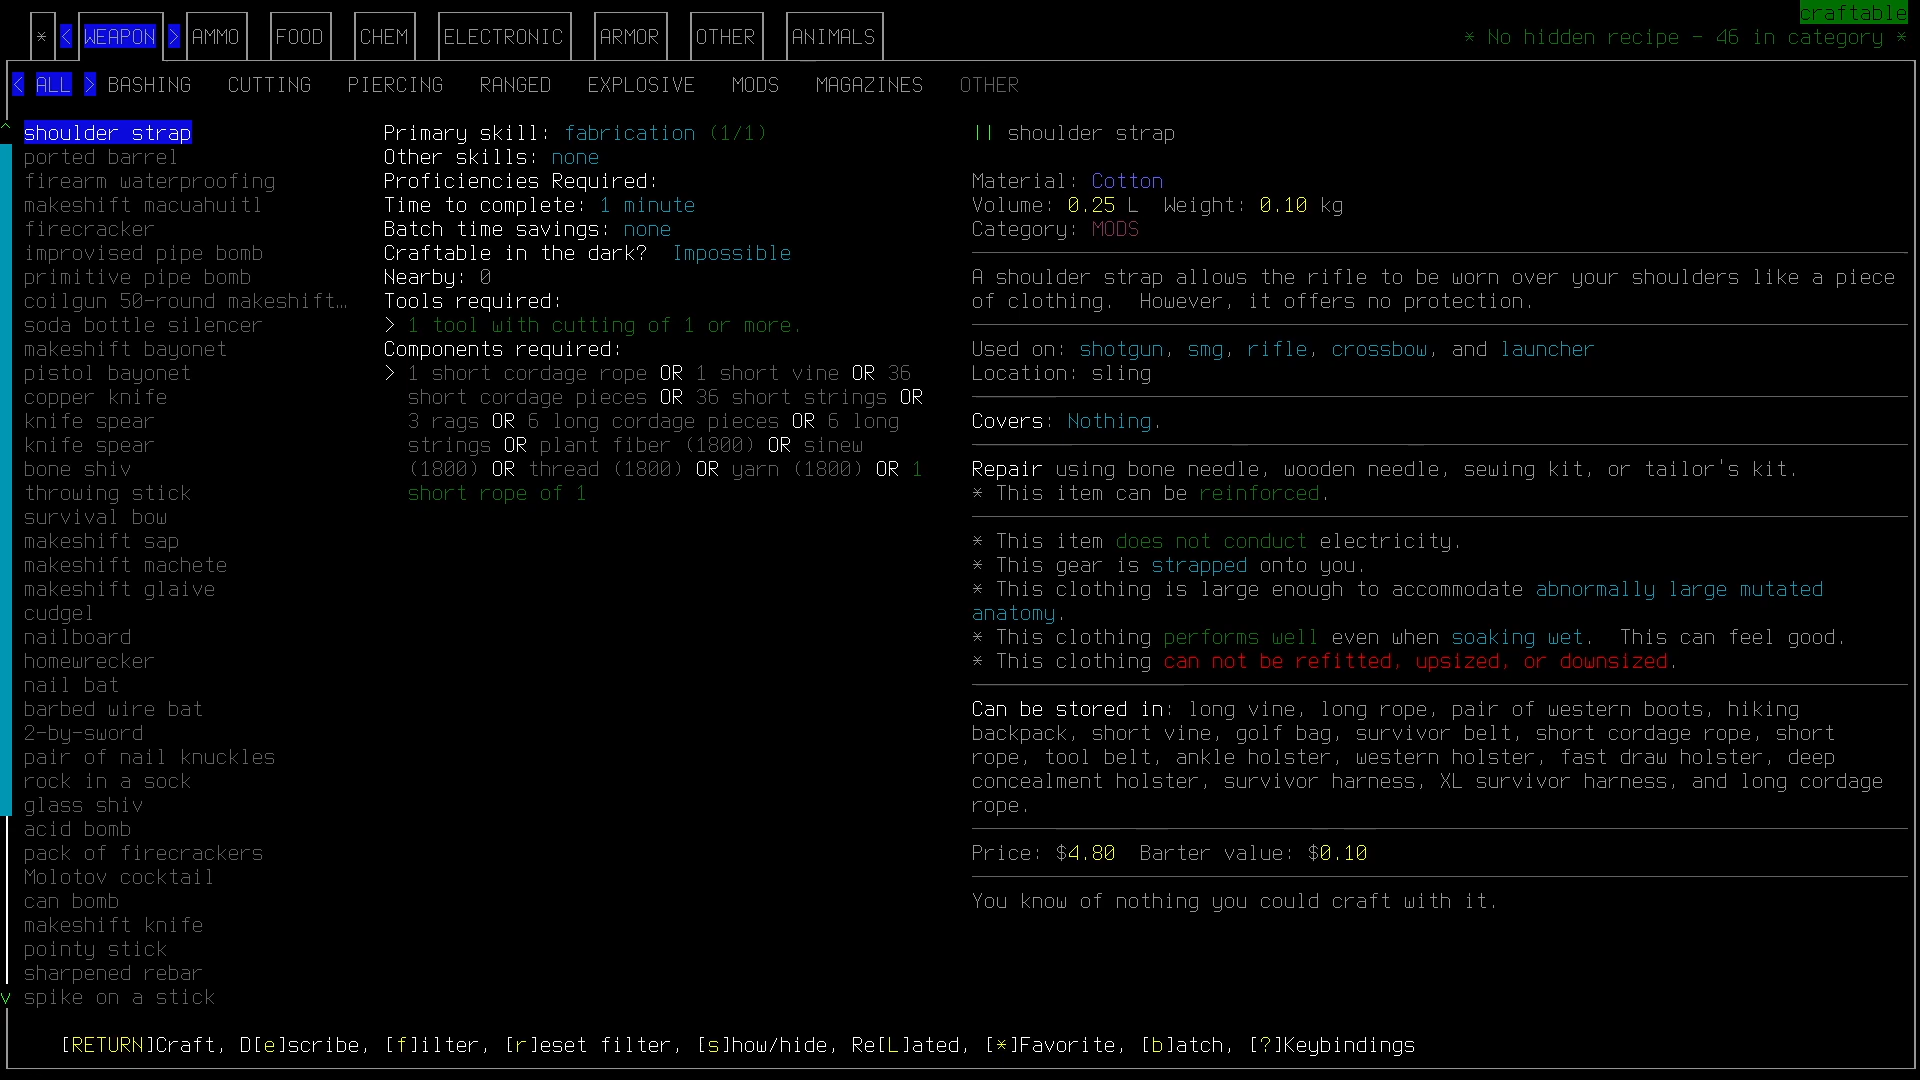 craftable
* < WEAPON > AMMO FOOD CHEM ELECTRONIC ARMOR OTHER ANIMALS
* No hidden recipe - 46 in category *
< ALL > BASHING CUTTING PIERCING RANGED EXPLOSIVE MODS MAGAZINES OTHER
shoulder strap
ported barrel
firearm waterproofing
makeshift macuahuitl
firecracker
improvised pipe bomb
primitive pipe bomb
coilgun 50-round makeshift…
soda bottle silencer
makeshift bayonet
pistol bayonet
copper knife
knife spear
knife spear
bone shiv
throwing stick
survival bow
makeshift sap
makeshift machete
makeshift glaive
cudgel
nailboard
homewrecker
nail bat
barbed wire bat
2-by-sword
pair of nail knuckles
rock in a sock
glass shiv
acid bomb
pack of firecrackers
Molotov cocktail
can bomb
makeshift knife
pointy stick
sharpened rebar
spike on a stick
Primary skill: fabrication (1/1)
Other skills: none
Proficiencies Required:
Time to complete: 1 minute
Batch time savings: none
Craftable in the dark? Impossible
Nearby: 0
Tools required:
> 1 tool with cutting of 1 or more.
Components required:
> 1 short cordage rope OR 1 short vine OR 36
short cordage pieces OR 36 short strings OR
3 rags OR 6 long cordage pieces OR 6 long
strings OR plant fiber (1800) OR sinew
(1800) OR thread (1800) OR yarn (1800) OR 1
short rope of 1
|| shoulder strap
Material: Cotton
Volume: 0.25 L Weight: 0.10 kg
Category: MODS
A shoulder strap allows the rifle to be worn over your shoulders like a piece
of clothing. However, it offers no protection.
Used on: shotgun, smg, rifle, crossbow, and launcher
Location: sling
Covers: Nothing.
Repair using bone needle, wooden needle, sewing kit, or tailor's kit.
* This item can be reinforced.
* This item does not conduct electricity.
* This gear is strapped onto you.
* This clothing is large enough to accommodate abnormally large mutated
anatomy.
* This clothing performs well even when soaking wet. This can feel good.
* This clothing can not be refitted, upsized, or downsized.
Can be stored in: long vine, long rope, pair of western boots, hiking
backpack, short vine, golf bag, survivor belt, short cordage rope, short
rope, tool belt, ankle holster, western holster, fast draw holster, deep
concealment holster, survivor harness, XL survivor harness, and long cordage
rope.
Price: $4.80 Barter value: $0.10
You know of nothing you could craft with it.
[RETURN]Craft, D[e]scribe, [f]ilter, [r]eset filter, [s]how/hide, Re[L]ated, [*]Favorite, [b]atch, [?]Keybindings